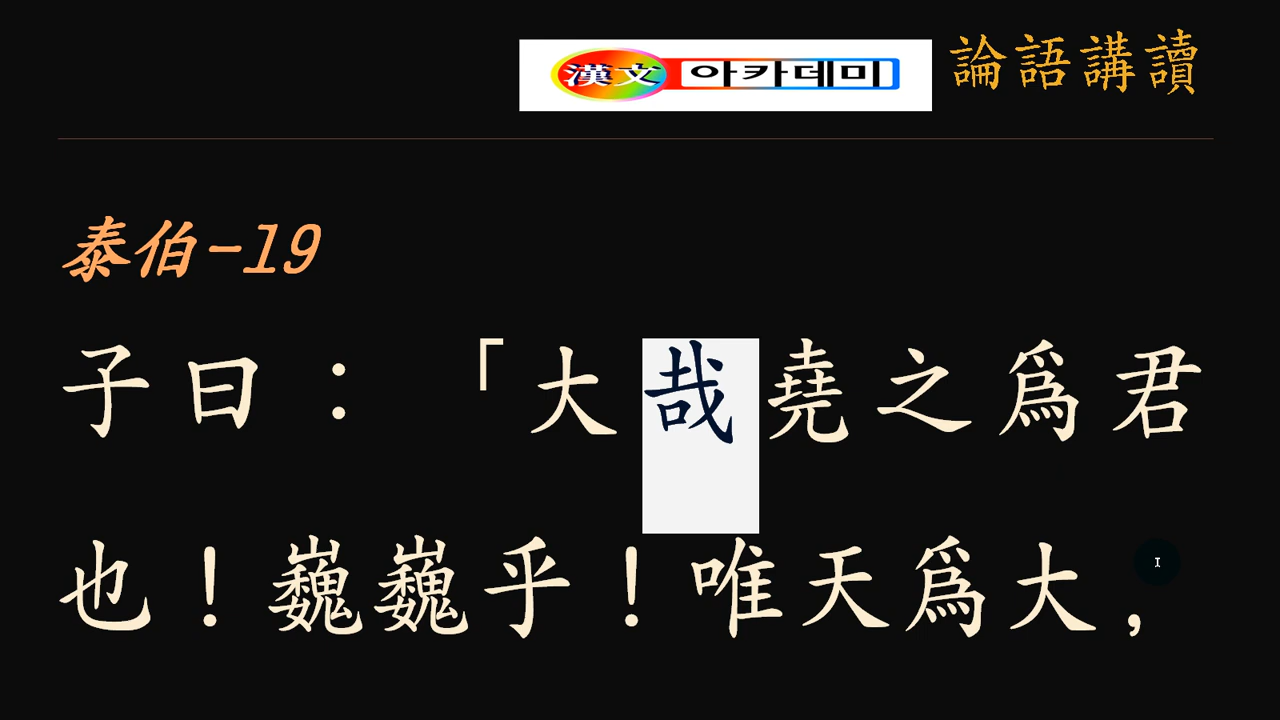 漢文 아카데미 論語講讀
泰伯-19
子曰：「大哉堯之爲君
也！巍巍乎！唯天爲大，